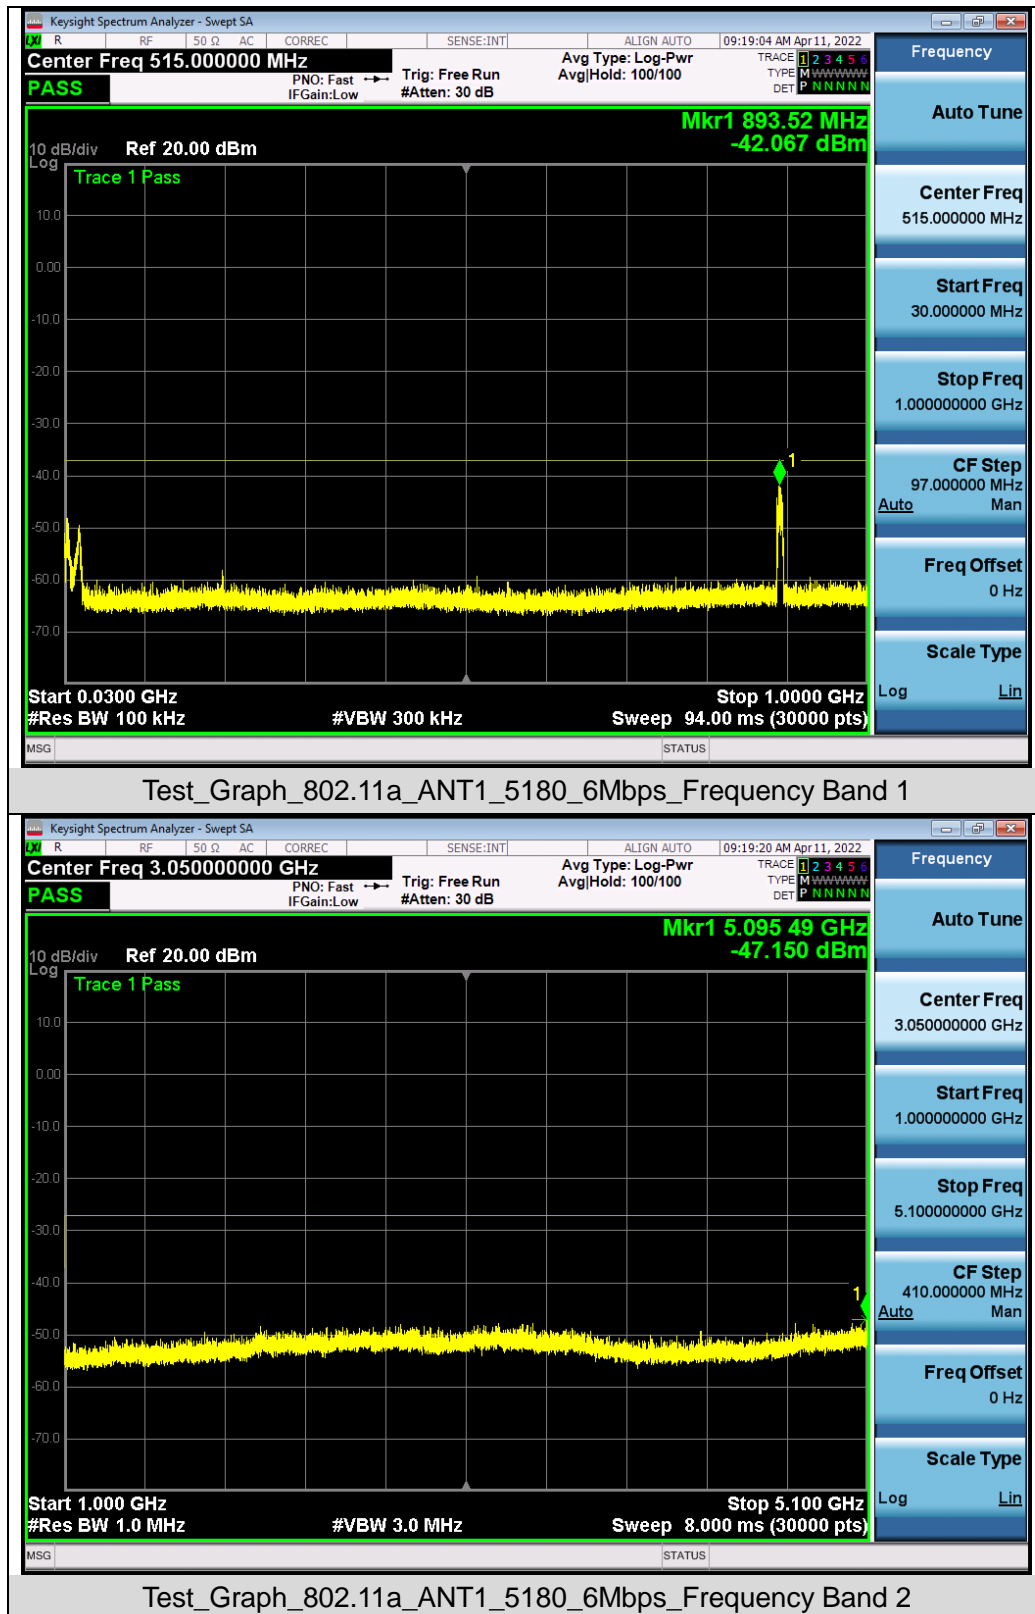 Keysight Spectrum Analyzer - Swept SA
LXI R RF 50 Ω AC CORREC SENSE:INT ALIGN AUTO 09:19:04 AM Apr 11, 2022
Center Freq 515.000000 MHz Avg Type: Log-Pwr TRACE 1 2 3 4 5 6
PASS PNO: Fast Trig: Free Run Avg|Hold: 100/100 TYPE M WWWWW
IFGain:Low #Atten: 30 dB DET P N N N N N
Mkr1 893.52 MHz
-42.067 dBm
10 dB/div Ref 20.00 dBm
Log
Trace 1 Pass
10.0
0.00
-10.0
-20.0
-30.0
1
-40.0
-50.0
-60.0
-70.0
Start 0.0300 GHz Stop 1.0000 GHz
#Res BW 100 kHz #VBW 300 kHz Sweep 94.00 ms (30000 pts)
MSG STATUS
Frequency
Auto Tune
Center Freq
515.000000 MHz
Start Freq
30.000000 MHz
Stop Freq
1.000000000 GHz
CF Step
97.000000 MHz
Auto Man
Freq Offset
0 Hz
Scale Type
Log Lin
Test_Graph_802.11a_ANT1_5180_6Mbps_Frequency Band 1
Keysight Spectrum Analyzer - Swept SA
LXI R RF 50 Ω AC CORREC SENSE:INT ALIGN AUTO 09:19:20 AM Apr 11, 2022
Center Freq 3.050000000 GHz Avg Type: Log-Pwr TRACE 1 2 3 4 5 6
PASS PNO: Fast Trig: Free Run Avg|Hold: 100/100 TYPE M WWWWW
IFGain:Low #Atten: 30 dB DET P N N N N N
Mkr1 5.095 49 GHz
-47.150 dBm
10 dB/div Ref 20.00 dBm
Log
Trace 1 Pass
10.0
0.00
-10.0
-20.0
-30.0
-40.0
1
-50.0
-60.0
-70.0
Start 1.000 GHz Stop 5.100 GHz
#Res BW 1.0 MHz #VBW 3.0 MHz Sweep 8.000 ms (30000 pts)
MSG STATUS
Frequency
Auto Tune
Center Freq
3.050000000 GHz
Start Freq
1.000000000 GHz
Stop Freq
5.100000000 GHz
CF Step
410.000000 MHz
Auto Man
Freq Offset
0 Hz
Scale Type
Log Lin
Test_Graph_802.11a_ANT1_5180_6Mbps_Frequency Band 2